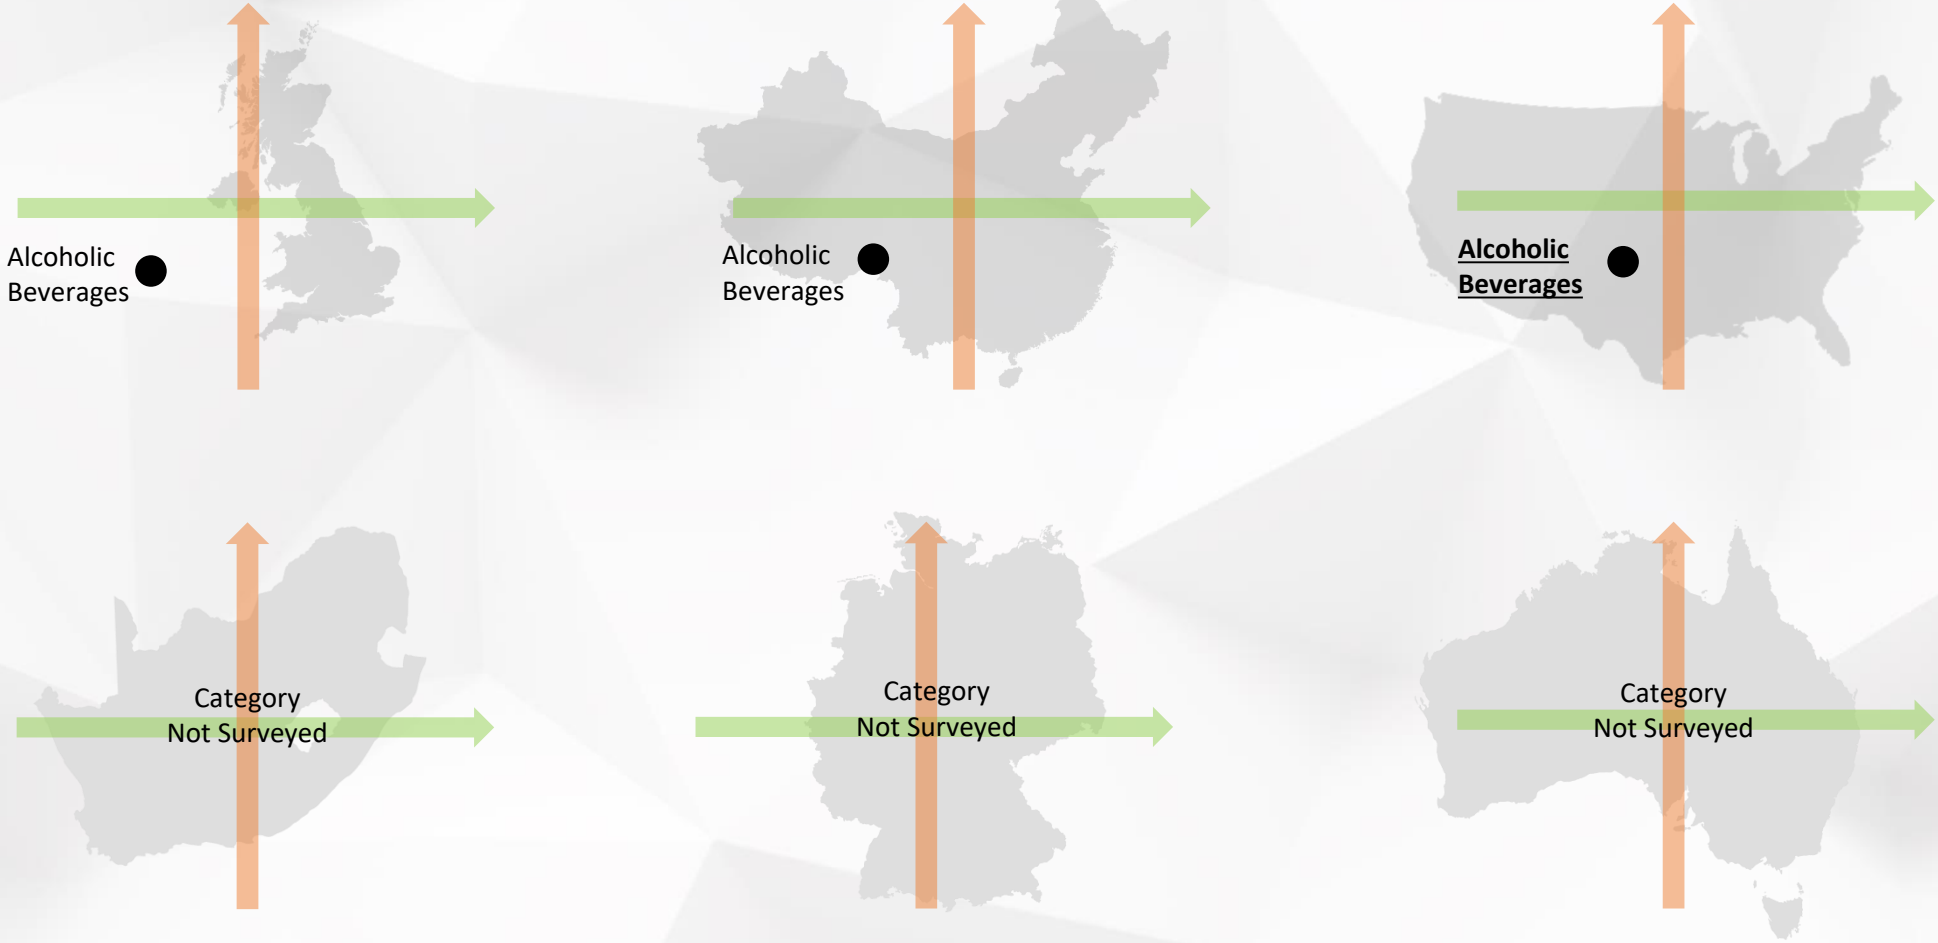 Alcoholic
Beverages
Alcoholic
Beverages
Alcoholic
Beverages
Category
Not Surveyed
Category
Not Surveyed
Category
Not Surveyed